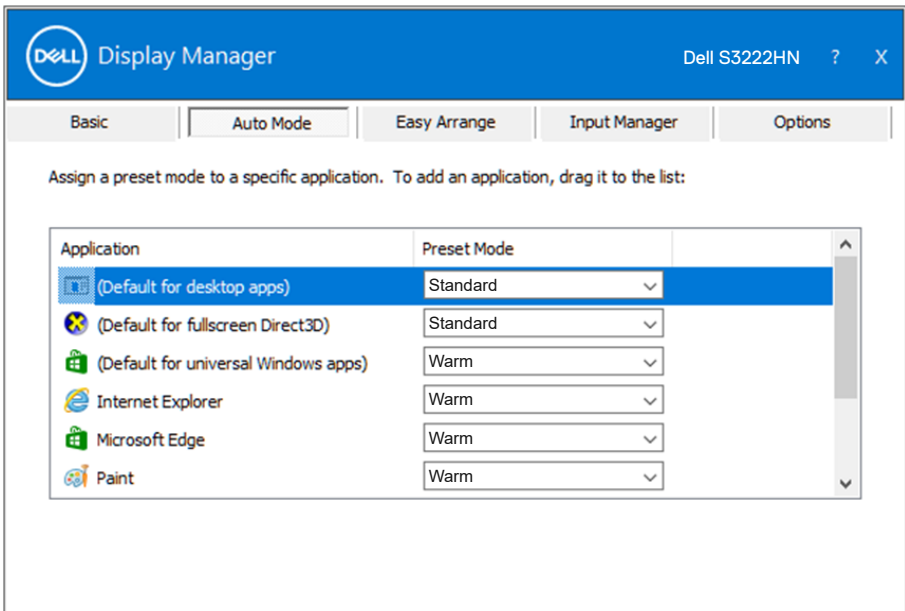 DELL Display Manager Dell S3222HN ? X
Basic Auto Mode Easy Arrange Input Manager Options
Assign a preset mode to a specific application. To add an application, drag it to the list:
Application Preset Mode
(Default for desktop apps) Standard
(Default for fullscreen Direct3D) Standard
(Default for universal Windows apps) Warm
Internet Explorer Warm
Microsoft Edge Warm
Paint Warm